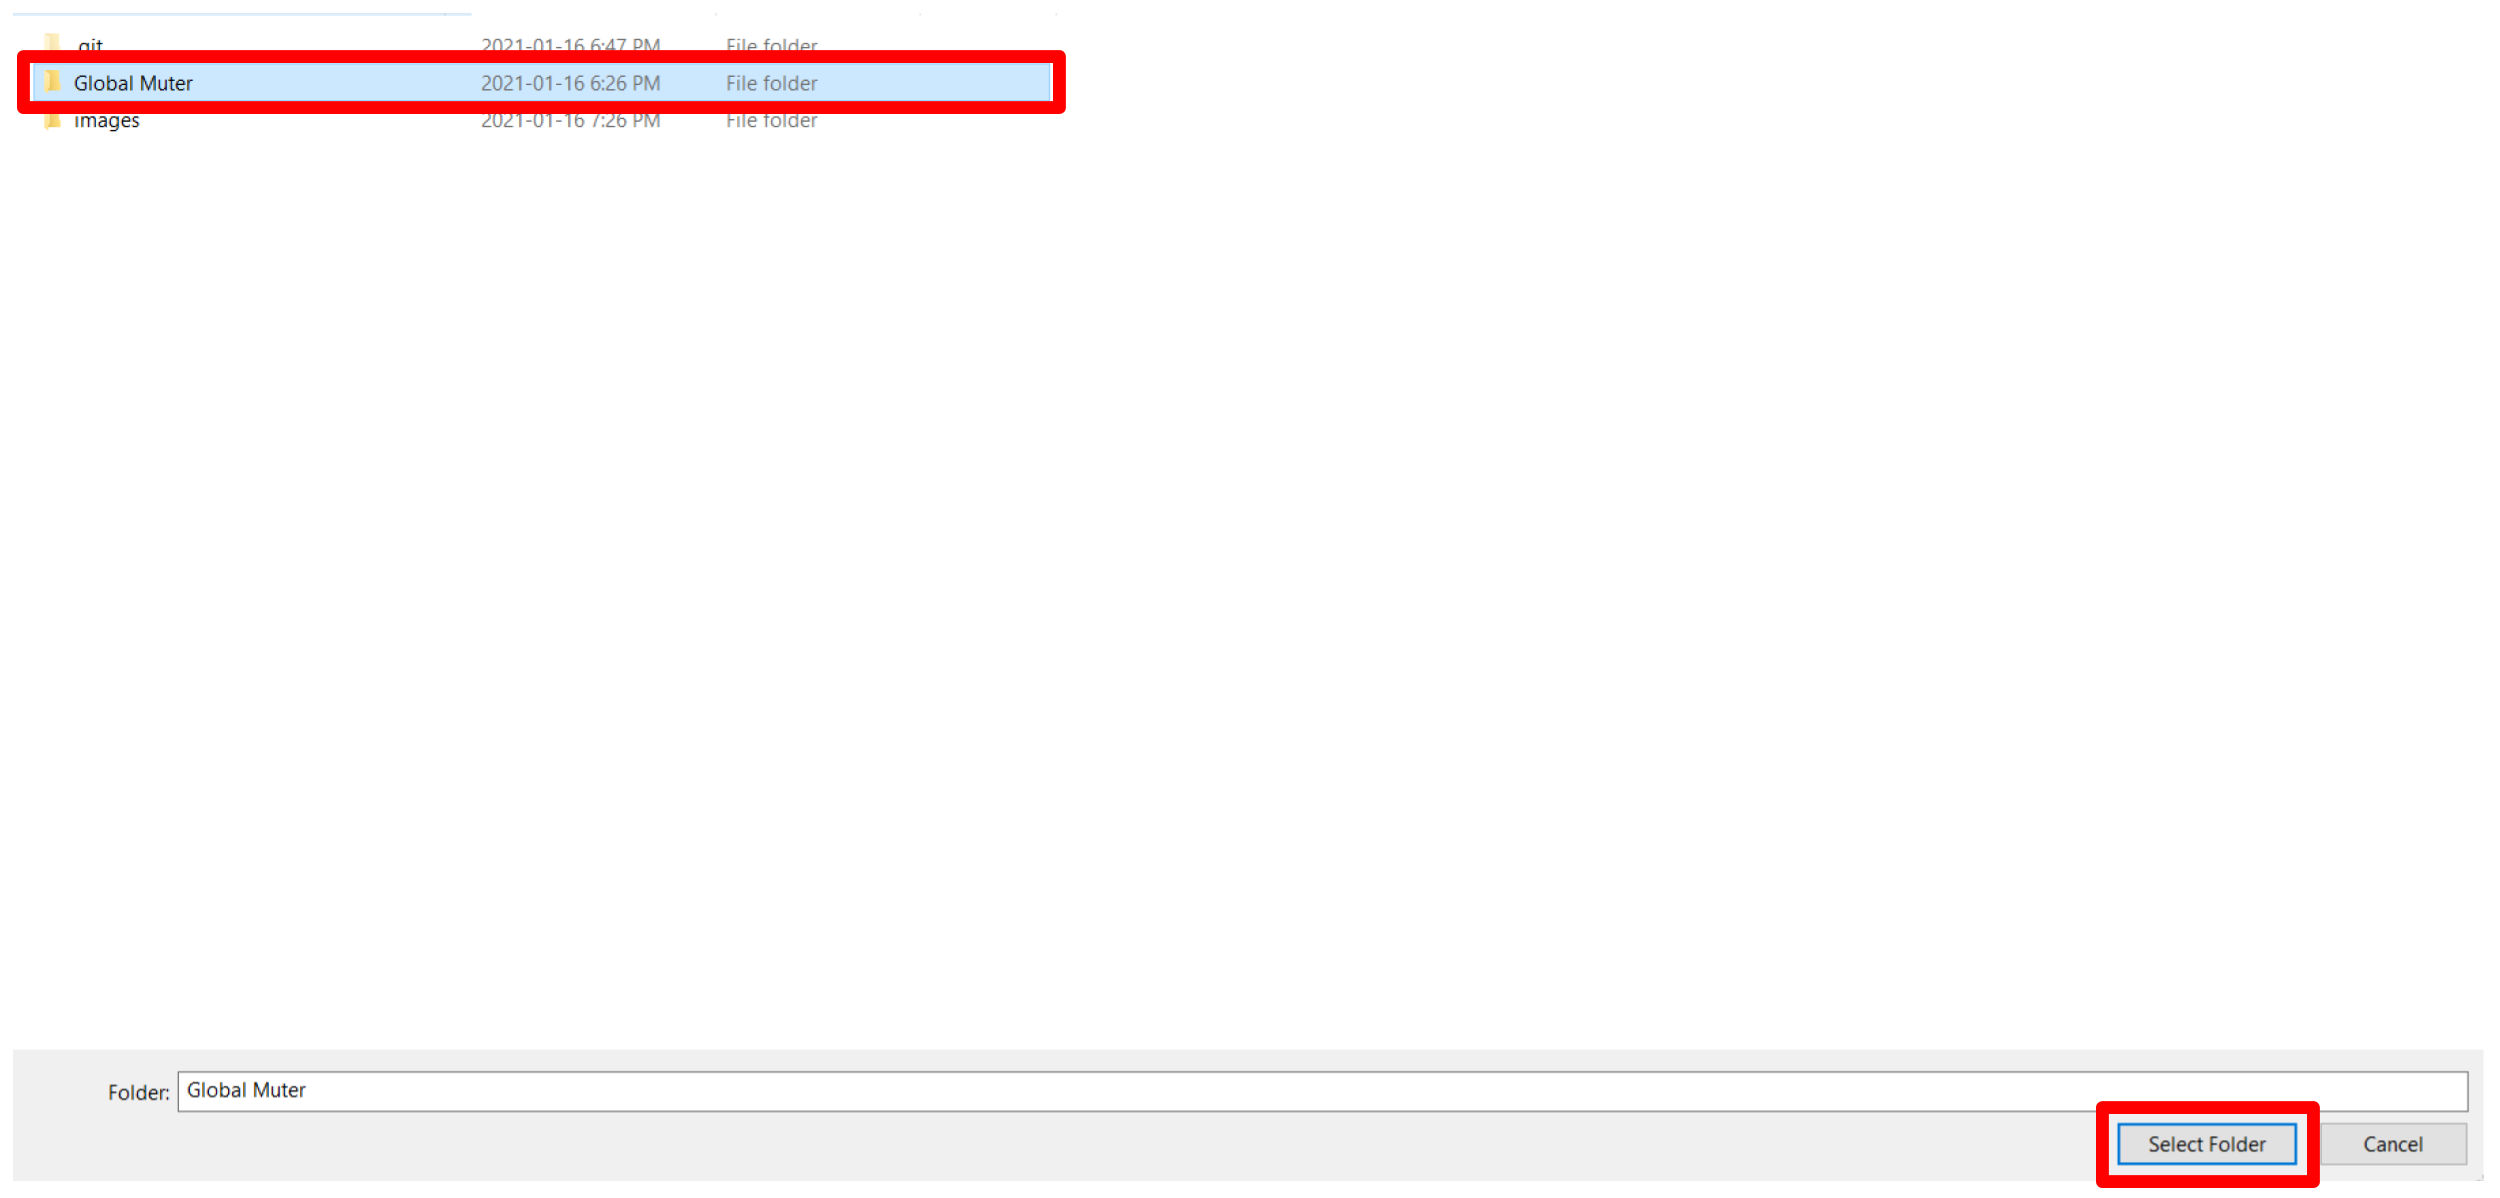 .git 2021-01-16 6:47 PM File folder
Global Muter 2021-01-16 6:26 PM File folder
images 2021-01-16 7:26 PM File folder
Folder: Global Muter
Select Folder Cancel